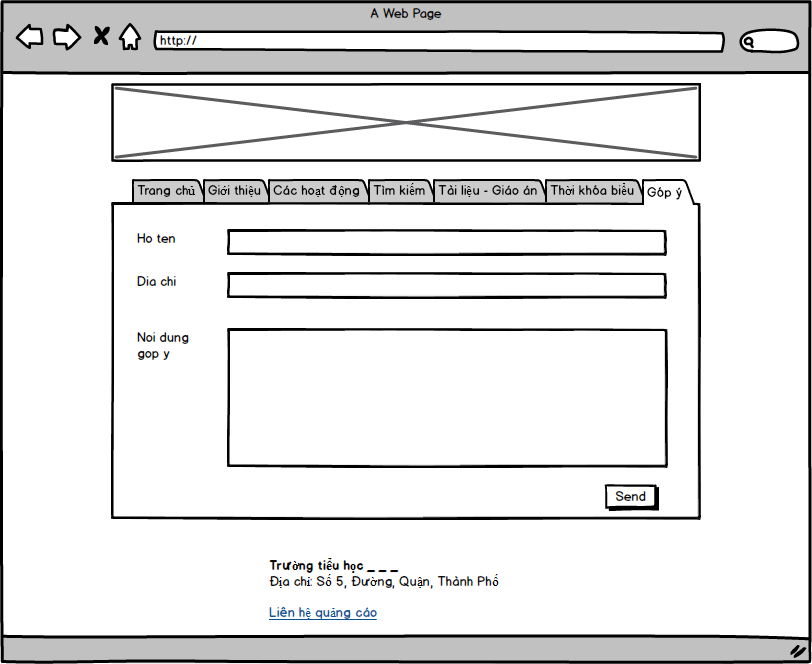 A Web Page
http://
Trang chủ
Giới thiệu
Các hoạt động
Tìm kiếm
Tài liệu - Giáo án
Thời khóa biểu
Góp ý
Ho ten
Dia chi
Noi dung
gop y
Send
Trường tiểu học _ _ _
Địa chỉ: Số 5, Đường, Quận, Thành Phố
Liên hệ quảng cáo